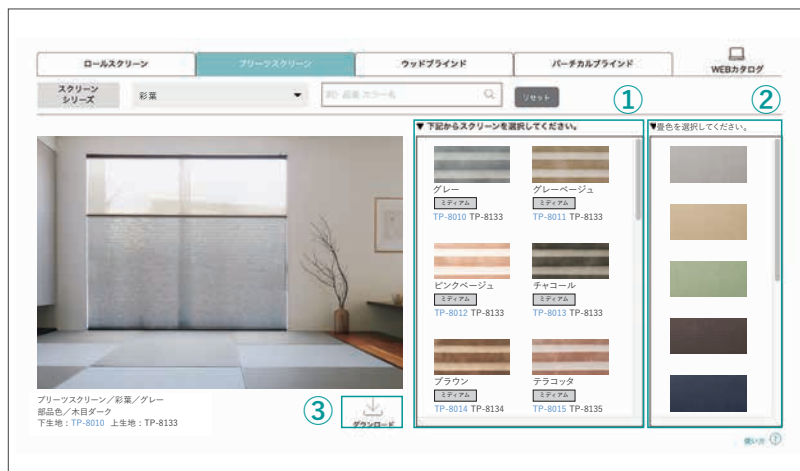 ロールスクリーン
プリーツスクリーン
ウッドブラインド
バーチカルブラインド
WEBカタログ
スクリーン
シリーズ
彩葉
例）品番 カラー名
リセット
①
②
▼ 下記からスクリーンを選択してください。
▼畳色を選択してください。
グレー
ミディアム
TP-8010 TP-8133
グレーベージュ
ミディアム
TP-8011 TP-8133
ピンクベージュ
ミディアム
TP-8012 TP-8133
チャコール
ミディアム
TP-8013 TP-8133
ブラウン
ミディアム
TP-8014 TP-8134
テラコッタ
ミディアム
TP-8015 TP-8135
プリーツスクリーン／彩葉／グレー
部品色／木目ダーク
下生地：TP-8010 上生地：TP-8133
③
ダウンロード
使い方 ?